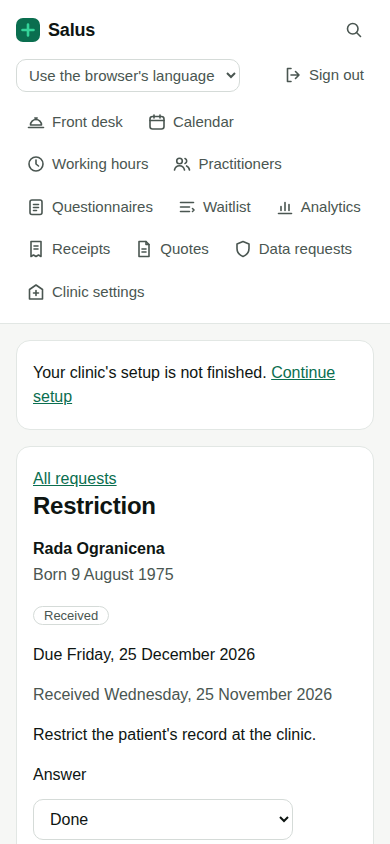 Salus
Use the browser's language
Sign out
Front desk
Calendar
Working hours
Practitioners
Questionnaires
Waitlist
Analytics
Receipts
Quotes
Data requests
Clinic settings
Your clinic's setup is not finished. Continue
setup
All requests
Restriction
Rada Ogranicena
Born 9 August 1975
Received
Due Friday, 25 December 2026
Received Wednesday, 25 November 2026
Restrict the patient's record at the clinic.
Answer
Done